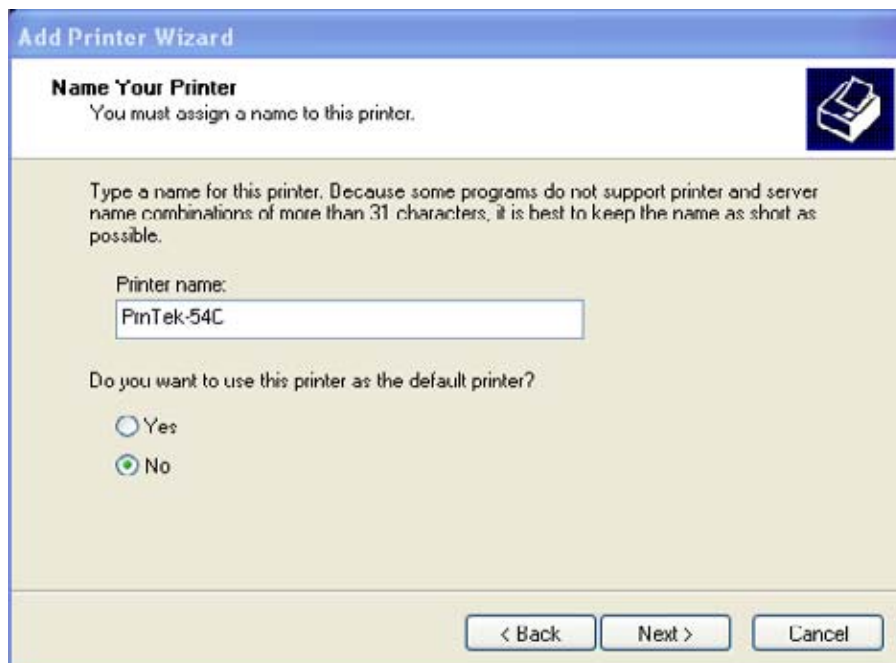 Add Printer Wizard
Name Your Printer
You must assign a name to this printer.
Type a name for this printer. Because some programs do not support printer and server
name combinations of more than 31 characters, it is best to keep the name as short as
possible.
Printer name:
Do you want to use this printer as the default printer?
Yes
No
< Back
Next >
Cancel